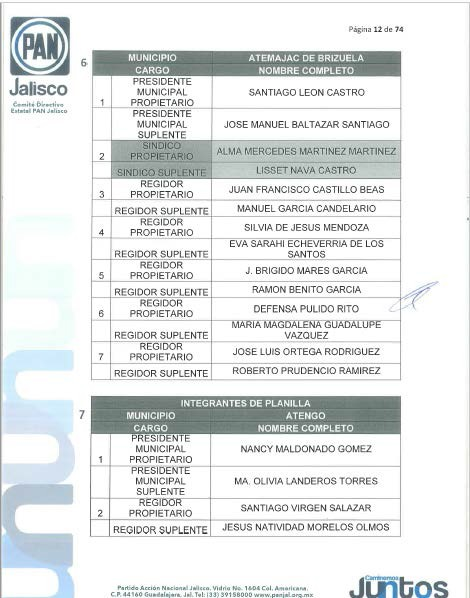 Página 12 de 74
PAN
Jalisco
Comité Directivo
Estatal PAN Jalisco
6
MUNICIPIO ATEMAJAC DE BRIZUELA
CARGO NOMBRE COMPLETO
1 PRESIDENTE MUNICIPAL PROPIETARIO SANTIAGO LEON CASTRO
PRESIDENTE MUNICIPAL SUPLENTE JOSE MANUEL BALTAZAR SANTIAGO
2 SINDICO PROPIETARIO ALMA MERCEDES MARTINEZ MARTINEZ
SINDICO SUPLENTE LISSET NAVA CASTRO
3 REGIDOR PROPIETARIO JUAN FRANCISCO CASTILLO BEAS
REGIDOR SUPLENTE MANUEL GARCIA CANDELARIO
4 REGIDOR PROPIETARIO SILVIA DE JESUS MENDOZA
REGIDOR SUPLENTE EVA SARAHI ECHEVERRIA DE LOS SANTOS
5 REGIDOR PROPIETARIO J. BRIGIDO MARES GARCIA
REGIDOR SUPLENTE RAMON BENITO GARCIA
6 REGIDOR PROPIETARIO DEFENSA PULIDO RITO
REGIDOR SUPLENTE MARIA MAGDALENA GUADALUPE VAZQUEZ
7 REGIDOR PROPIETARIO JOSE LUIS ORTEGA RODRIGUEZ
REGIDOR SUPLENTE ROBERTO PRUDENCIO RAMIREZ
7
INTEGRANTES DE PLANILLA
MUNICIPIO ATENGO
CARGO NOMBRE COMPLETO
1 PRESIDENTE MUNICIPAL PROPIETARIO NANCY MALDONADO GOMEZ
PRESIDENTE MUNICIPAL SUPLENTE MA. OLIVIA LANDEROS TORRES
2 REGIDOR PROPIETARIO SANTIAGO VIRGEN SALAZAR
REGIDOR SUPLENTE JESUS NATIVIDAD MORELOS OLMOS
Partido Acción Nacional Jalisco, Vidrio No. 1604 Col. Americana.
C.P. 44160 Guadalajara, Jal. Tel: (33) 39158000 www.panjal.org.mx
Caminemos
JUntOS